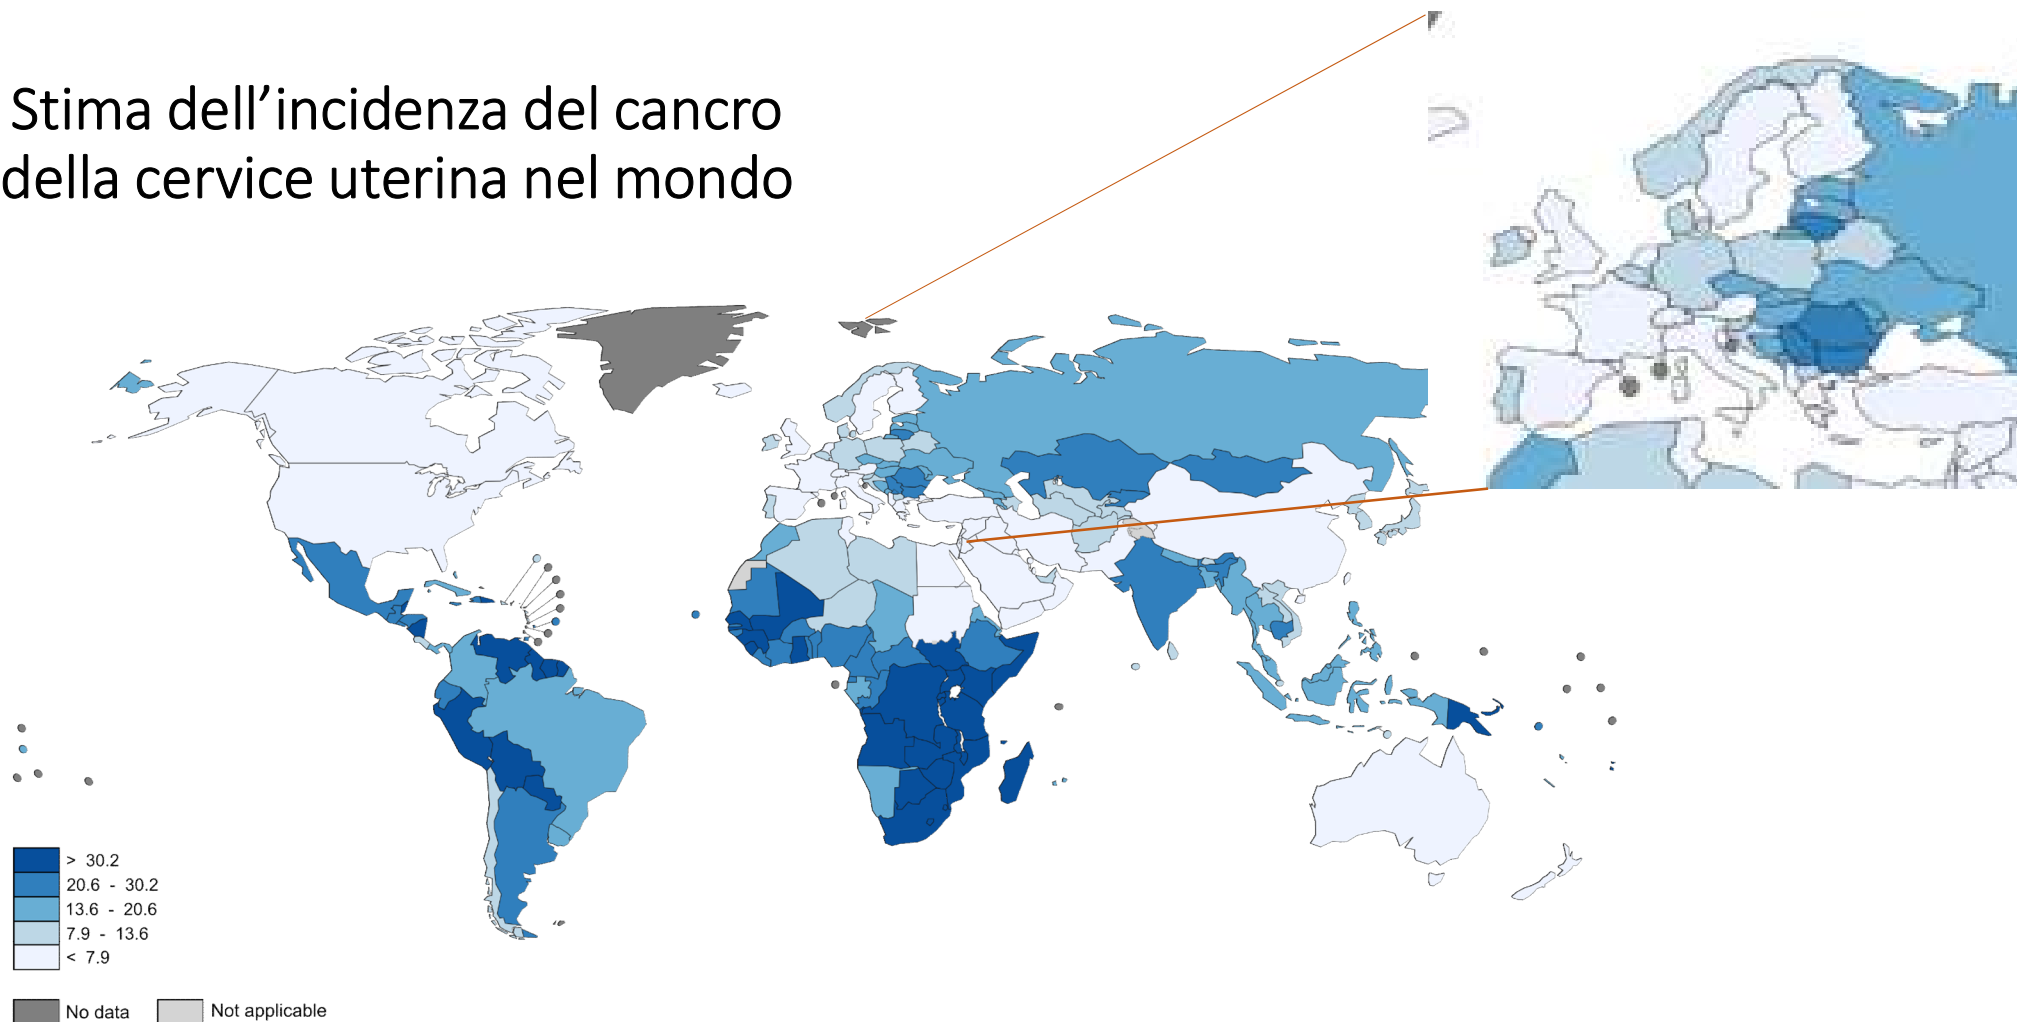 Stima dell’incidenza del cancro
della cervice uterina nel mondo
> 30.2
20.6 - 30.2
13.6 - 20.6
7.9 - 13.6
< 7.9
No data
Not applicable